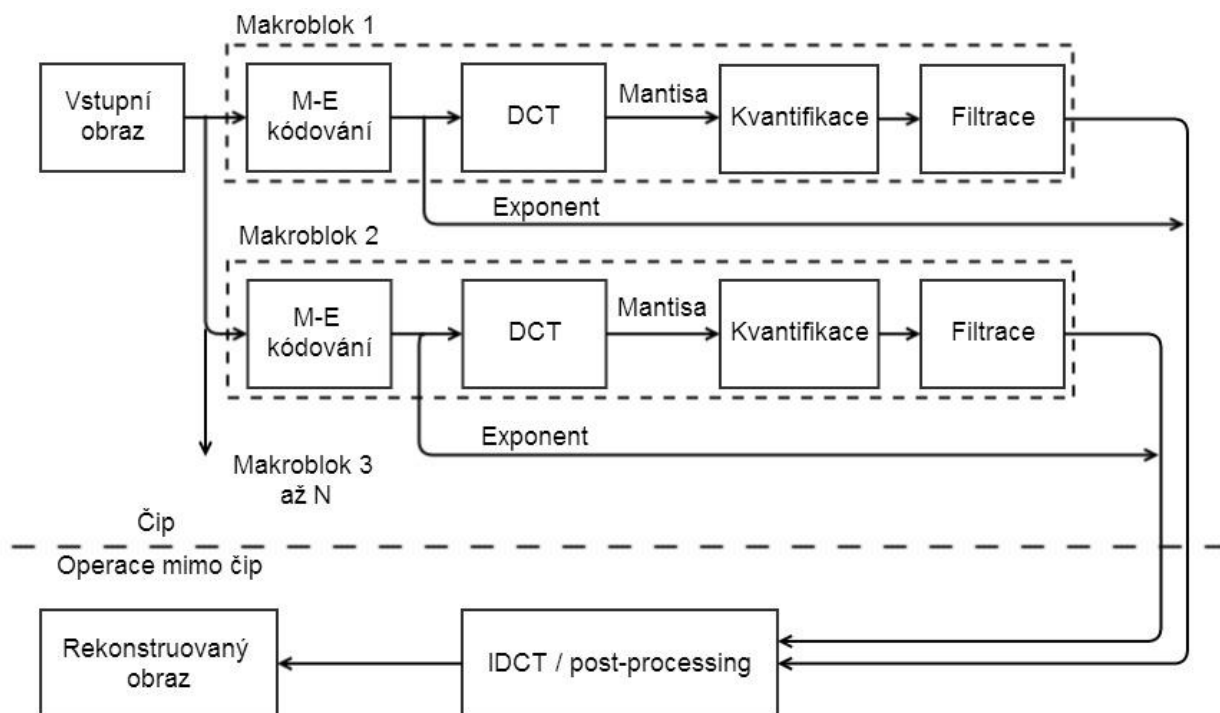 Makroblok 1
Vstupní
obraz
M-E
kódování
DCT
Mantisa
Kvantifikace
Filtrace
Exponent
Makroblok 2
M-E
kódování
DCT
Mantisa
Kvantifikace
Filtrace
Exponent
Makroblok 3
až N
Čip
Operace mimo čip
Rekonstruovaný
obraz
IDCT / post-processing